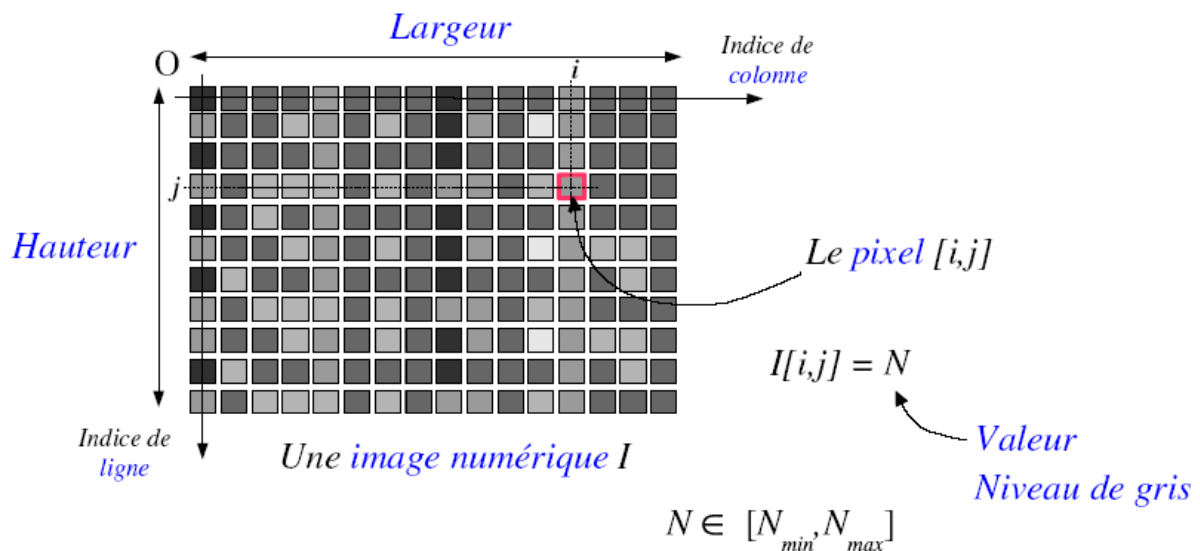 Largeur
Indice de
colonne
O
i
j
Hauteur
Le pixel [i,j]
I[i,j] = N
Indice de
ligne
Une image numérique I
Valeur
Niveau de gris
N ∈ [N_min,N_max]